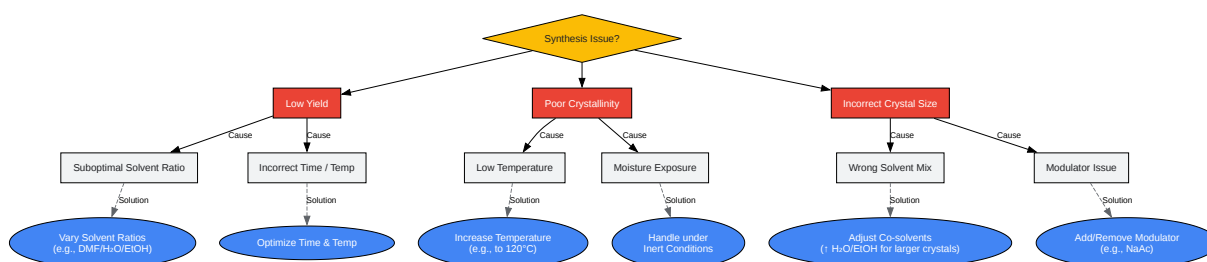 Synthesis Issue?
Low Yield
Poor Crystallinity
Incorrect Crystal Size
Cause
Cause
Cause
Cause
Cause
Cause
Suboptimal Solvent Ratio
Incorrect Time / Temp
Low Temperature
Moisture Exposure
Wrong Solvent Mix
Modulator Issue
Solution
Solution
Solution
Solution
Solution
Solution
Vary Solvent Ratios
(e.g., DMF/H₂O/EtOH)
Optimize Time & Temp
Increase Temperature
(e.g., to 120°C)
Handle under
Inert Conditions
Adjust Co-solvents
(↑ H₂O/EtOH for larger crystals)
Add/Remove Modulator
(e.g., NaAc)